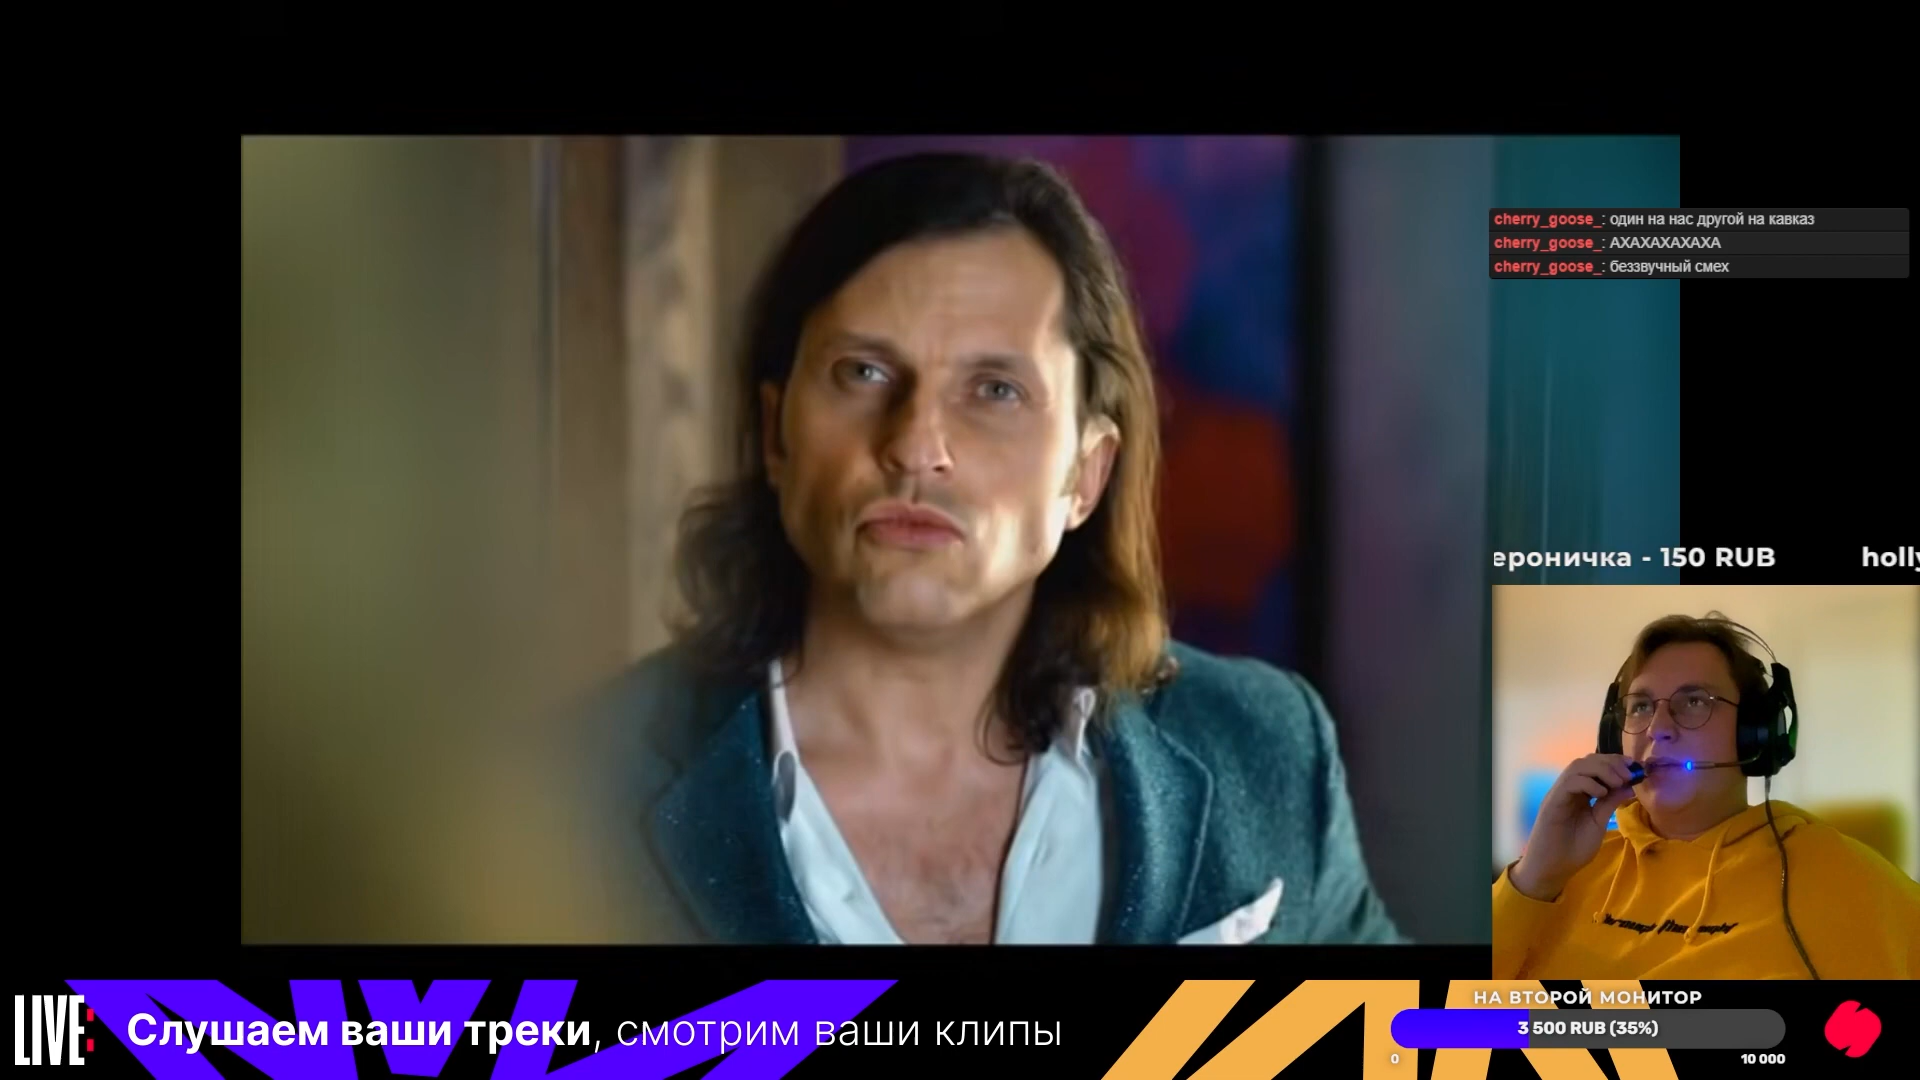 cherry_goose_: один на нас другой на кавказ
cherry_goose_: АХАХАХАХАХА
cherry_goose_: беззвучный смех
ероничка - 150 RUB holly
LIVE:
Слушаем ваши треки, смотрим ваши клипы
НА ВТОРОЙ МОНИТОР
3 500 RUB (35%)
0 10 000